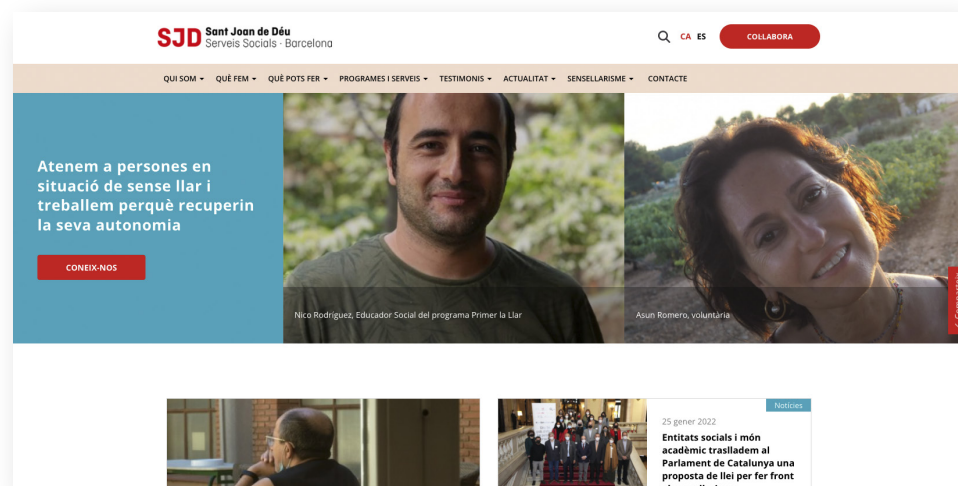 SJD Sant Joan de Déu
Serveis Socials · Barcelona
CA ES
COL·LABORA
QUI SOM
QUÈ FEM
QUÈ POTS FER
PROGRAMES I SERVEIS
TESTIMONIS
ACTUALITAT
SENSELLARISME
CONTACTE
Atenem a persones en
situació de sense llar i
treballem perquè recuperin
la seva autonomia
CONEIX-NOS
Nico Rodríguez, Educador Social del programa Primer la Llar
Asun Romero, voluntària
Notícies
25 gener 2022
Entitats socials i món
acadèmic traslladem al
Parlament de Catalunya una
proposta de llei per fer front